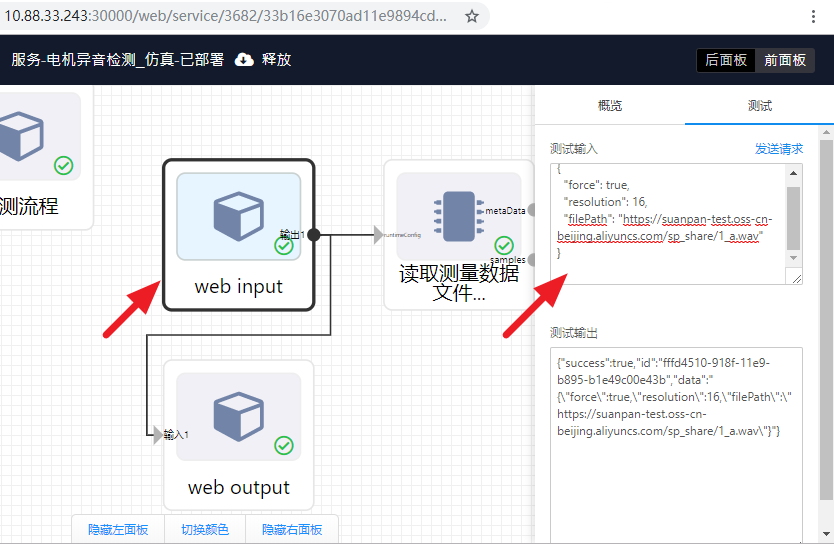 10.88.33.243:30000/web/service/3682/33b16e3070ad11e9894cd...
服务-电机异音检测_仿真-已部署 释放
后面板 前面板
测流程
输出1
web input
runtimeConfig
metaData
samples
读取测量数据
文件...
输入1
web output
隐藏左面板 切换颜色 隐藏右面板
概览 测试
测试输入 发送请求
{
"force": true,
"resolution": 16,
"filePath": "https://suanpan-test.oss-cn-
beijing.aliyuncs.com/sp_share/1_a.wav"
}
测试输出
{"success":true,"id":"fffd4510-918f-11e9-
b895-b1e49c00e43b","data":"
{\"force\":true,\"resolution\":16,\"filePath\":\"
https://suanpan-test.oss-cn-
beijing.aliyuncs.com/sp_share/1_a.wav\"}"}